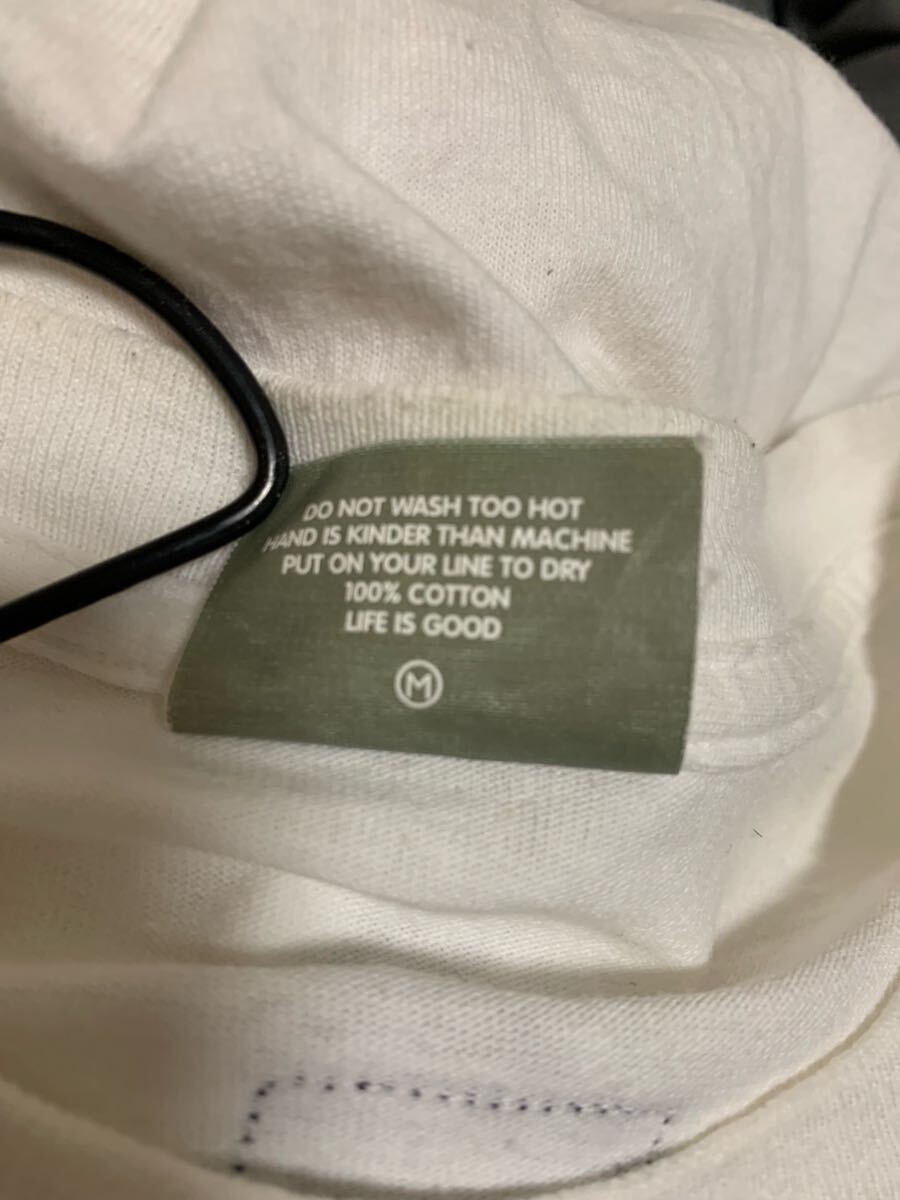 DO NOT WASH TOO HOT
HAND IS KINDER THAN MACHINE
PUT ON YOUR LINE TO DRY
100% COTTON
LIFE IS GOOD
M